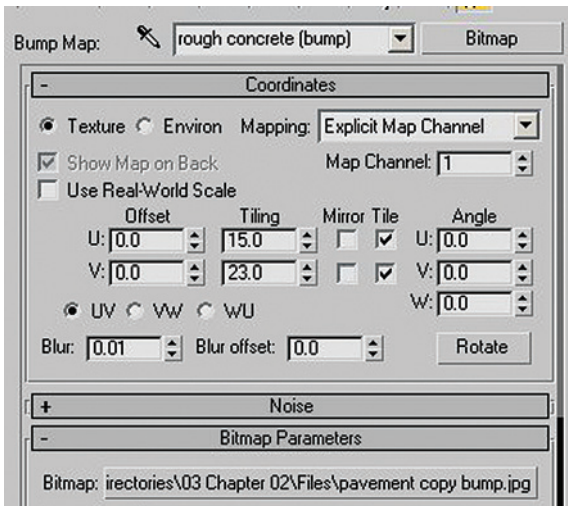 Bump Map: rough concrete (bump) Bitmap
- Coordinates
Texture Environ Mapping: Explicit Map Channel
Show Map on Back Map Channel: 1
Use Real-World Scale
Offset Tiling Mirror Tile Angle
U: 0.0 15.0 U: 0.0
V: 0.0 23.0 V: 0.0
W: 0.0
UV VW WU
Blur: 0.01 Blur offset: 0.0 Rotate
+ Noise
- Bitmap Parameters
Bitmap: irectories\03 Chapter 02\Files\pavement copy bump.jpg